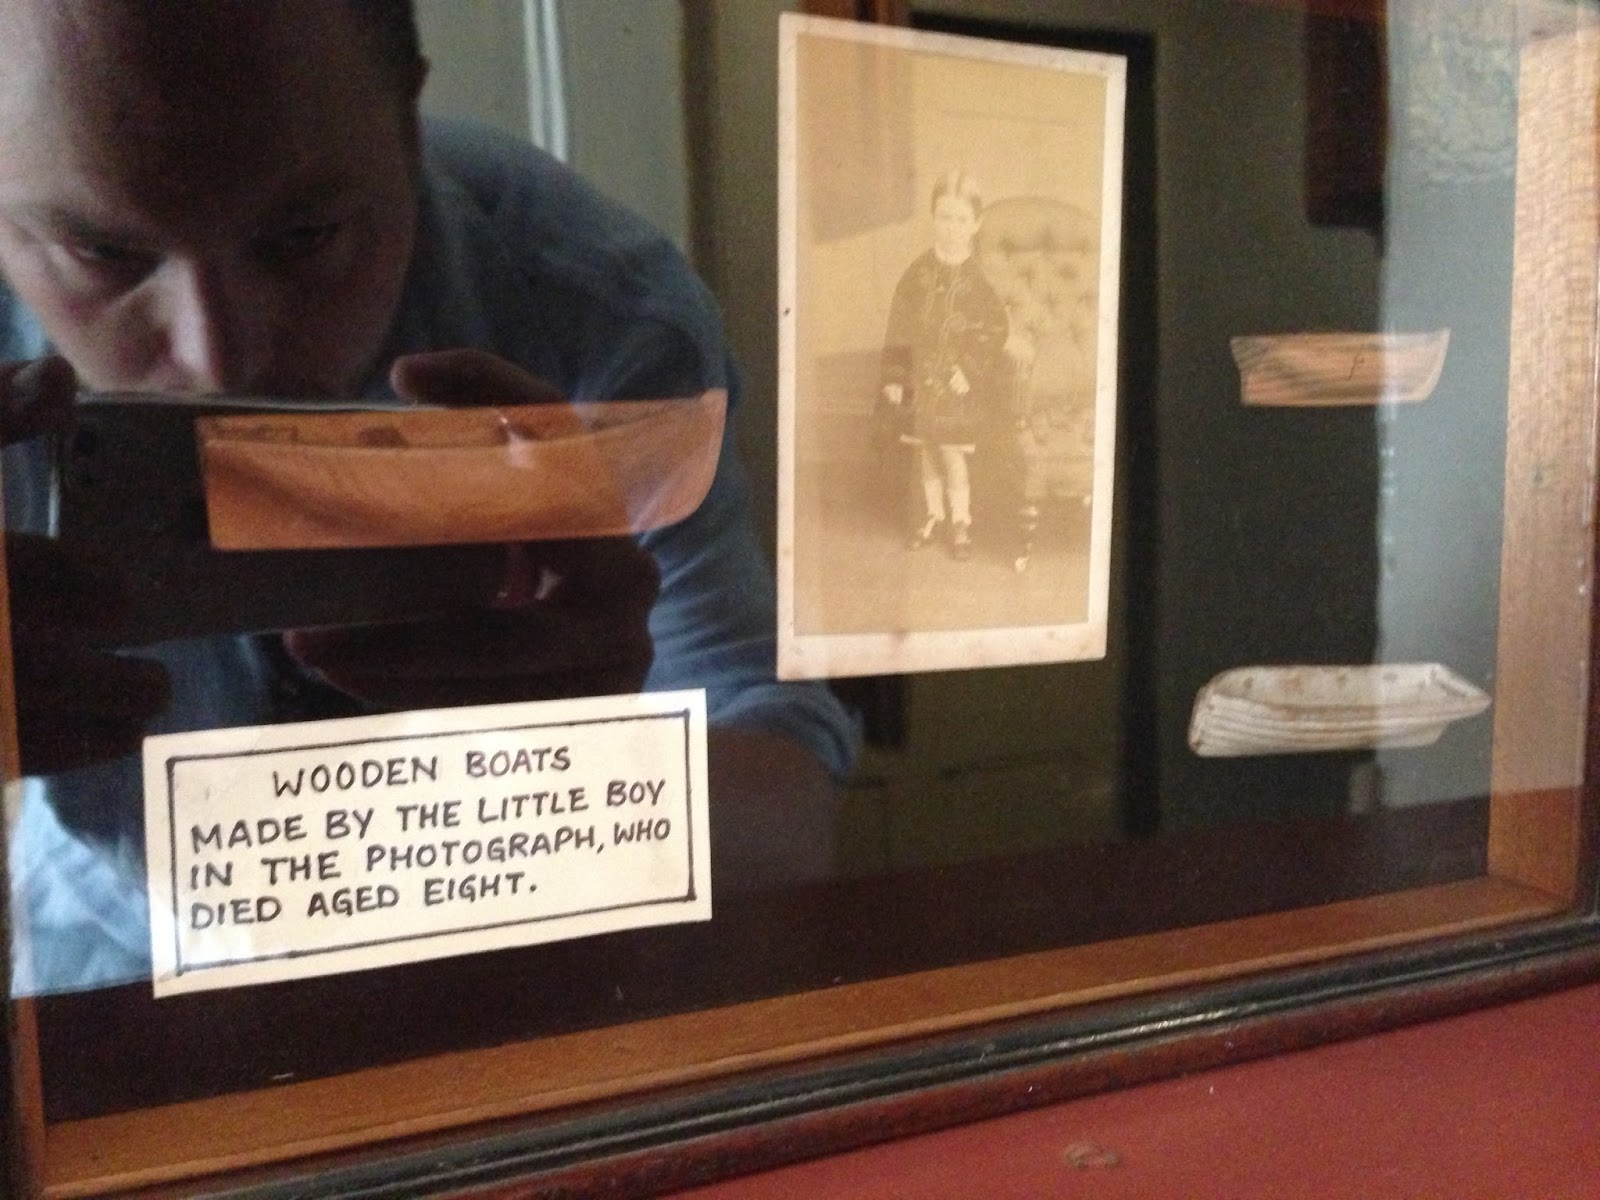 WOODEN BOATS
MADE BY THE LITTLE BOY
IN THE PHOTOGRAPH, WHO
DIED AGED EIGHT.